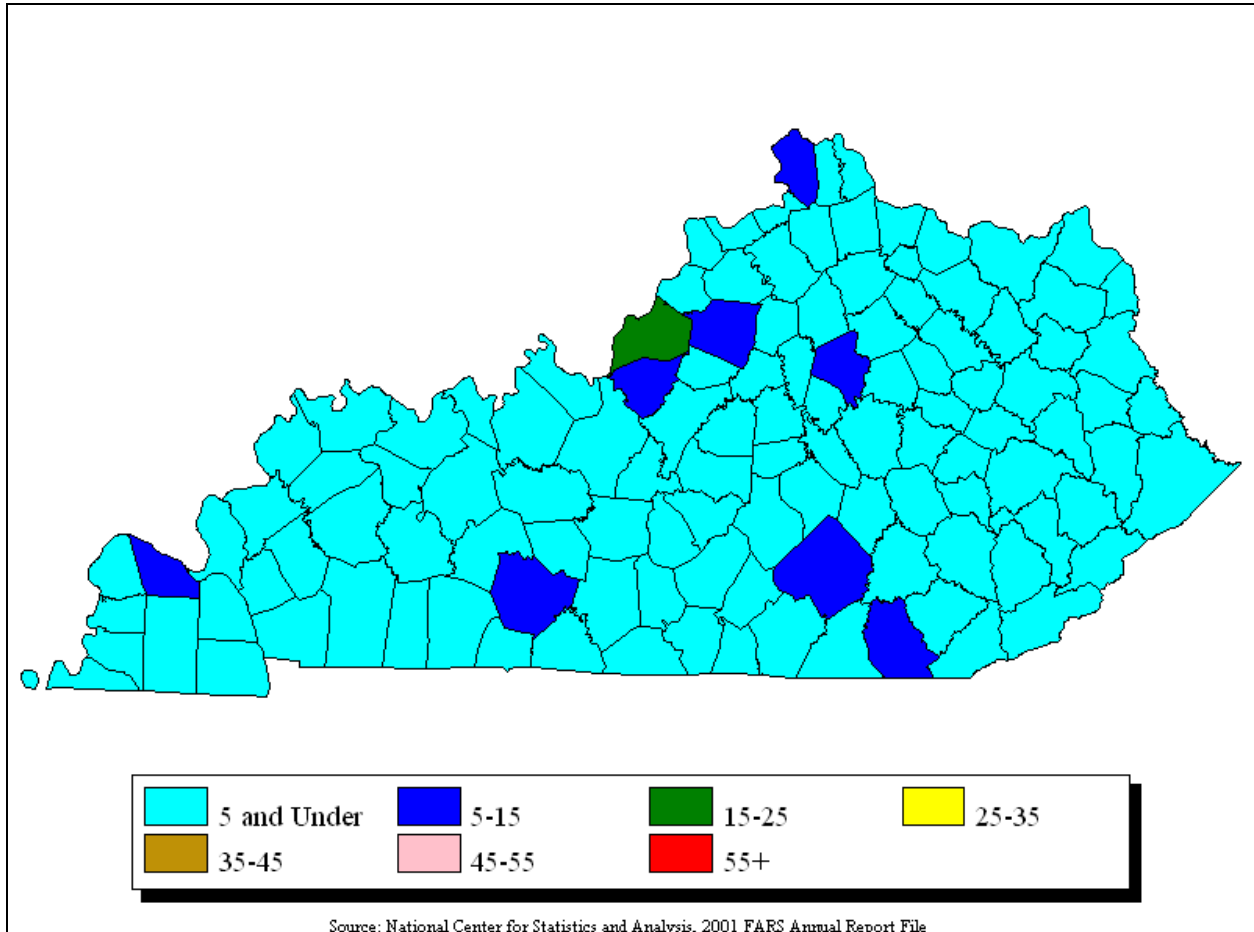 5 and Under 5-15 15-25 25-35
35-45 45-55 55+
Source: National Center for Statistics and Analysis, 2001 FARS Annual Report File